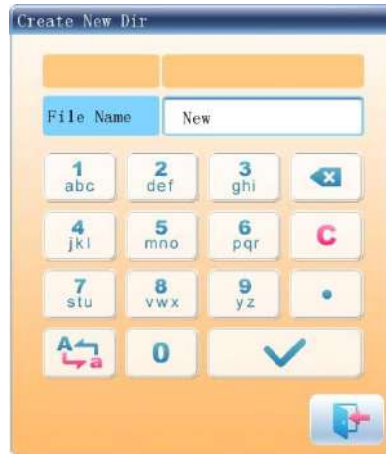 Create New Dir
File Name New
1 2 3
abc def ghi
4 5 6 C
jkl mno pqr
7 8 9
stu vwx yz
A a 0